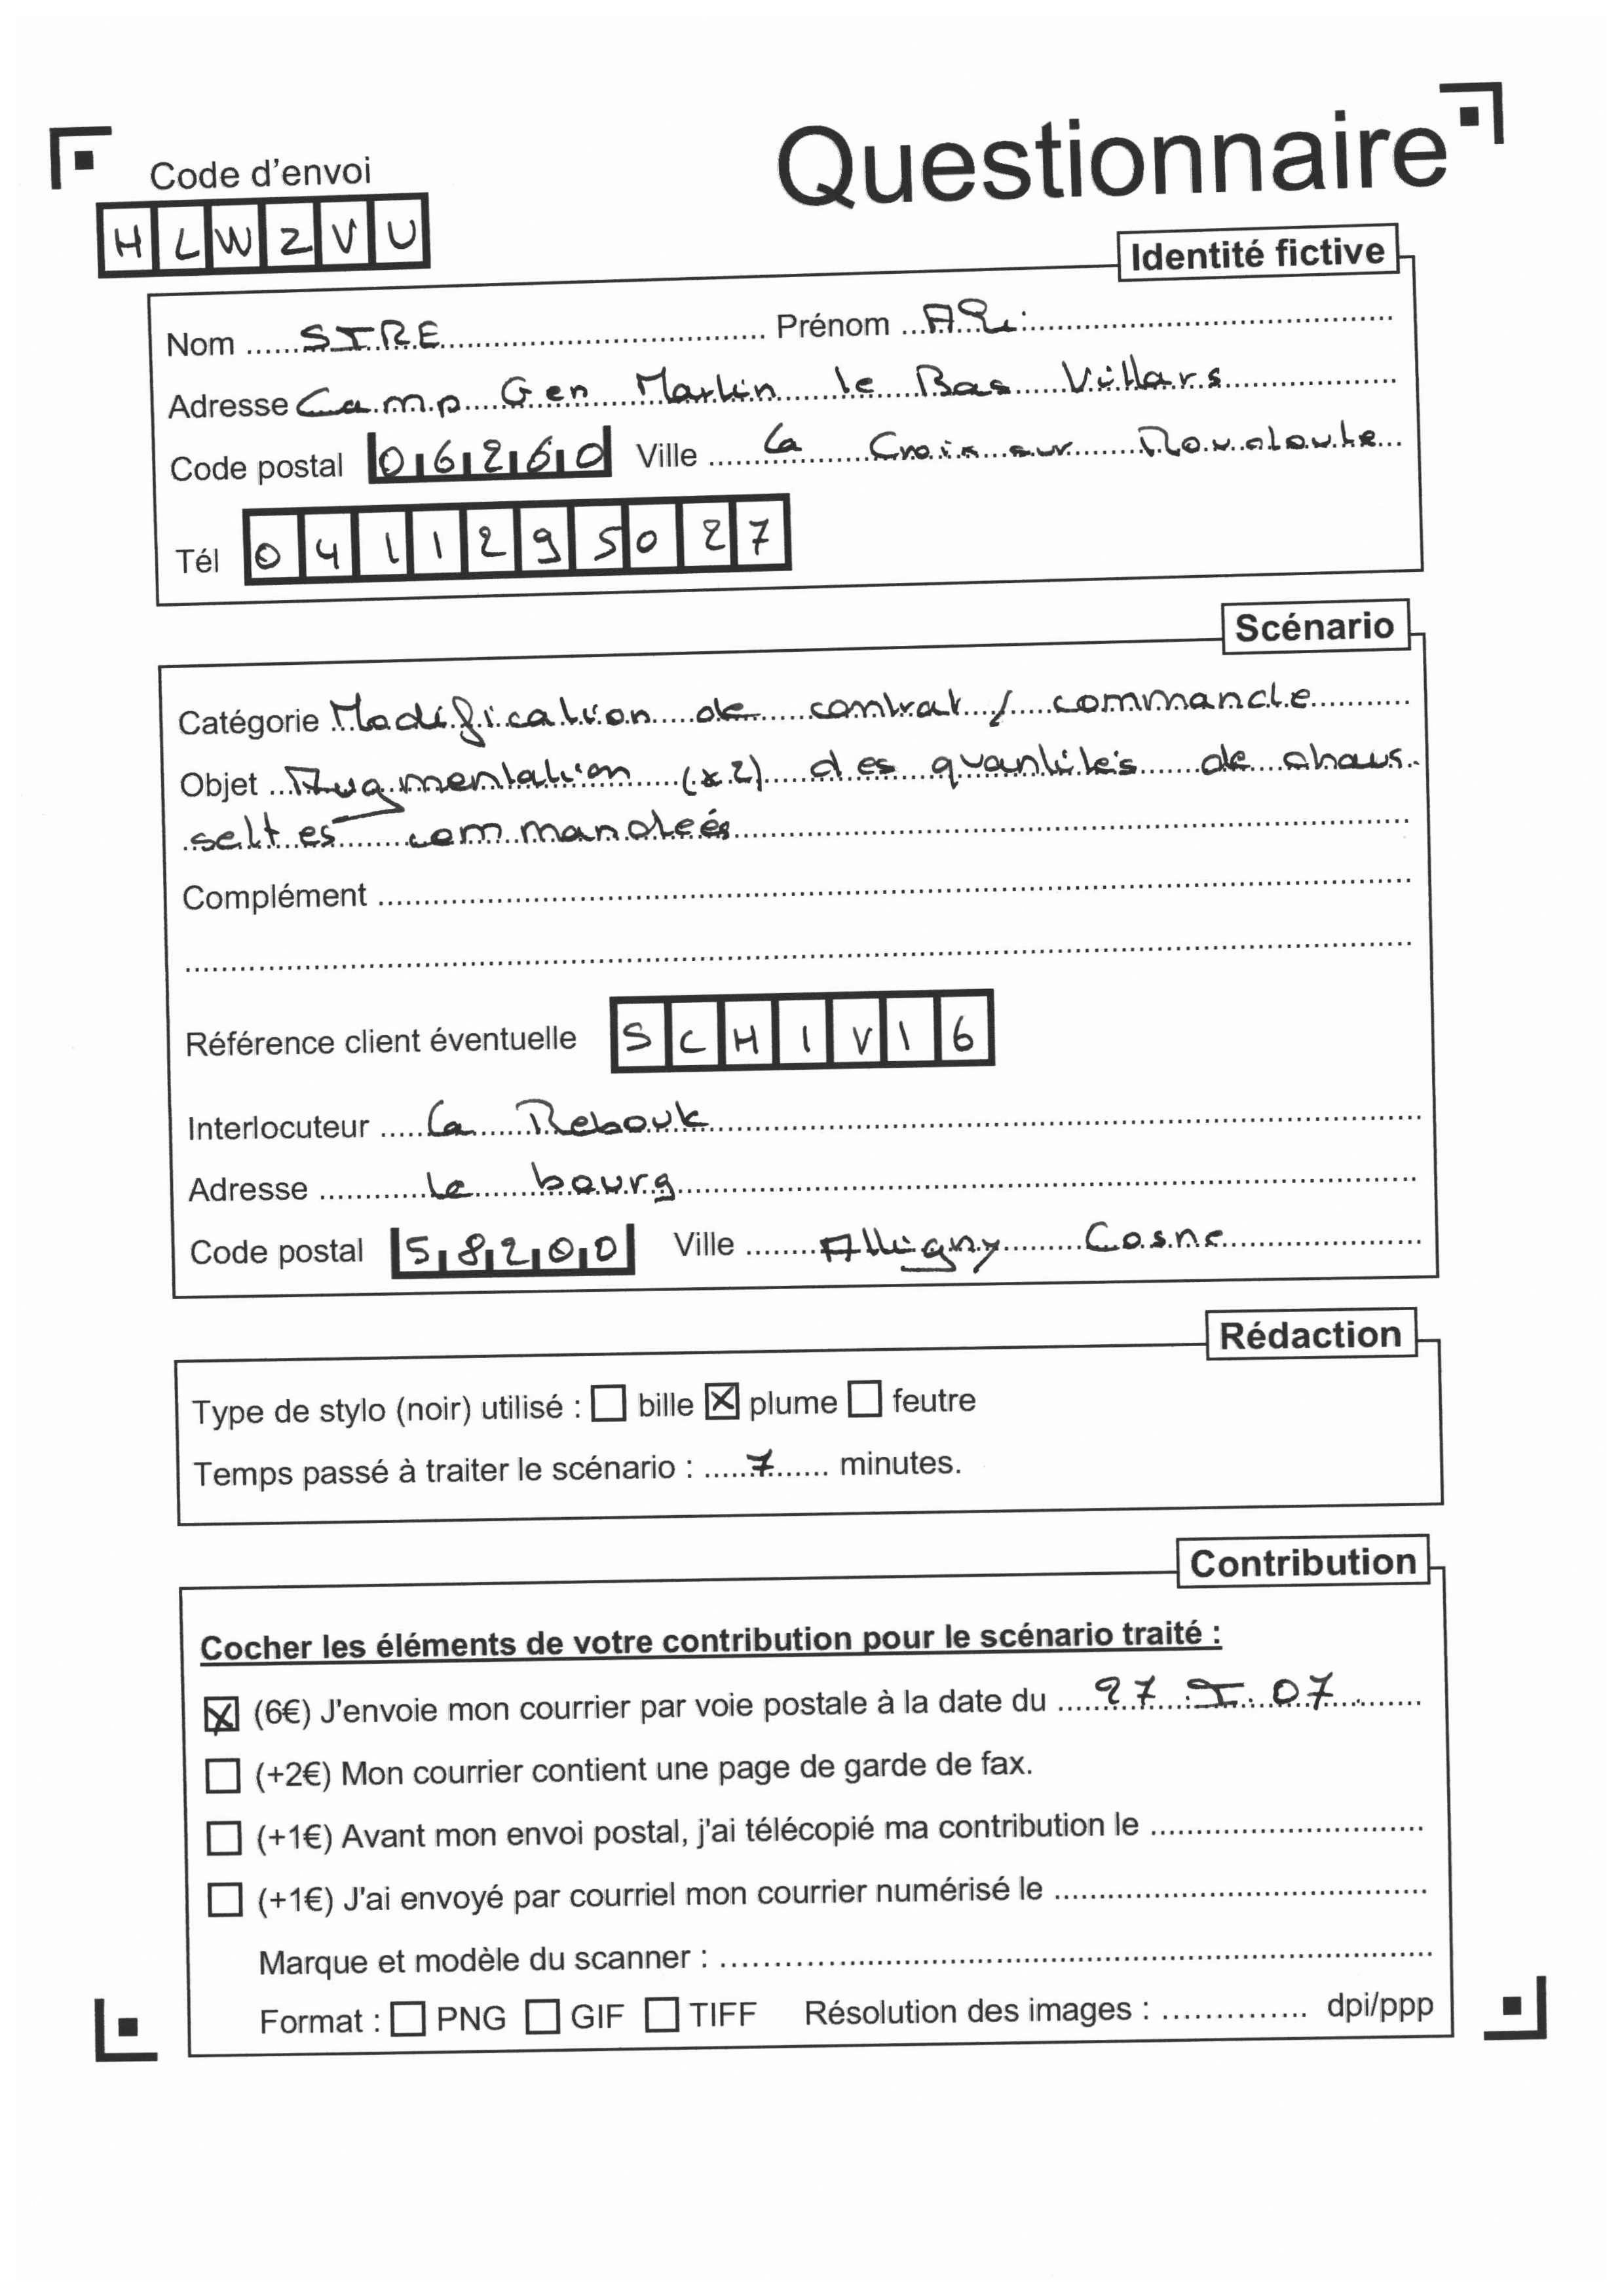 Questionnaire
Code d'envoi
HLWZVU
Identité fictive
Nom ...... SIRE ...... Prénom ... Ali ......
Adresse Camp Gen Martin le Bas Villars
Code postal 06260 Ville ...... La Croix sur Roudoule ...
Tél 0411295027
Scénario
Catégorie Modification de contrat / commande
Objet ... Augmentation (x2) des quantités de chaus.
settes commandées
Complément ......
Référence client éventuelle SCHIVI6
Interlocuteur ..... La Reboute
Adresse ...... le bourg
Code postal 58200 Ville ...... Alligny Cosne
Rédaction
Type de stylo (noir) utilisé : ☐ bille ☒ plume ☐ feutre
Temps passé à traiter le scénario : ...... 7 ...... minutes.
Contribution
Cocher les éléments de votre contribution pour le scénario traité :
☒ (6€) J'envoie mon courrier par voie postale à la date du ...... 07
☐ (+2€) Mon courrier contient une page de garde de fax.
☐ (+1€) Avant mon envoi postal, j'ai télécopié ma contribution le ......
☐ (+1€) J'ai envoyé par courriel mon courrier numérisé le ......
Marque et modèle du scanner : ......
Format : ☐ PNG ☐ GIF ☐ TIFF Résolution des images : ...... dpi/ppp